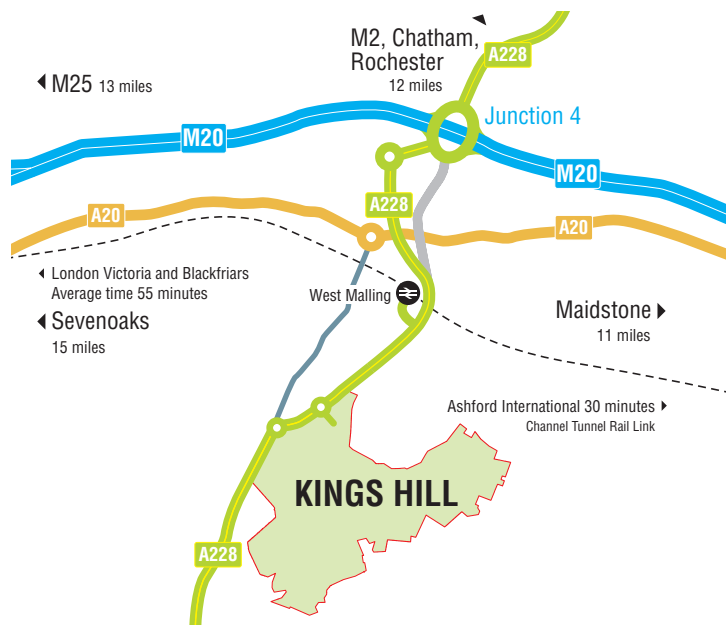 M2, Chatham,
Rochester
12 miles
A228
M25 13 miles
Junction 4
M20
M20
A228
A20
A20
London Victoria and Blackfriars
Average time 55 minutes
West Malling
Sevenoaks
15 miles
Maidstone
11 miles
Ashford International 30 minutes
Channel Tunnel Rail Link
KINGS HILL
A228